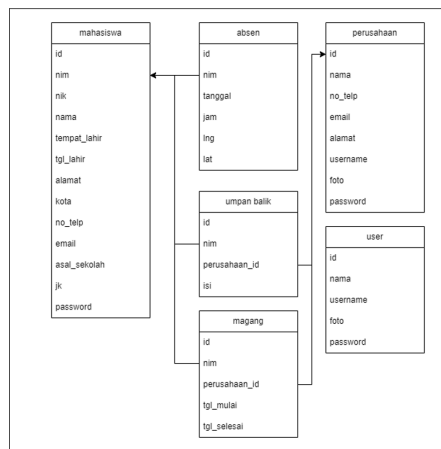 mahasiswa
id
nim
nik
nama
tempat_lahir
tgl_lahir
alamat
kota
no_telp
email
asal_sekolah
jk
password
absen
id
nim
tanggal
jam
lng
lat
umpan balik
id
nim
perusahaan_id
isi
magang
id
nim
perusahaan_id
tgl_mulai
tgl_selesai
perusahaan
id
nama
no_telp
email
alamat
username
foto
password
user
id
nama
username
foto
password